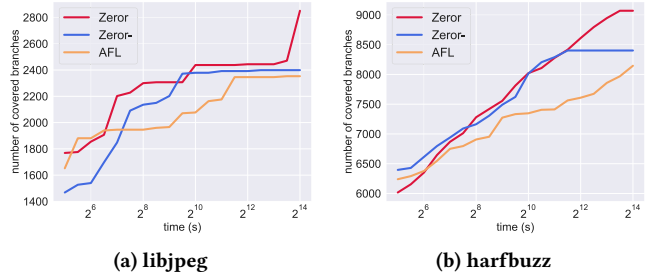 number of covered branches
2800
2600
2400
2200
2000
1800
1600
1400
Zeror
Zeror-
AFL
2^6
2^8
2^10
2^12
2^14
time (s)
(a) libjpeg
number of covered branches
9000
8500
8000
7500
7000
6500
6000
Zeror
Zeror-
AFL
2^6
2^8
2^10
2^12
2^14
time (s)
(b) harfbuzz